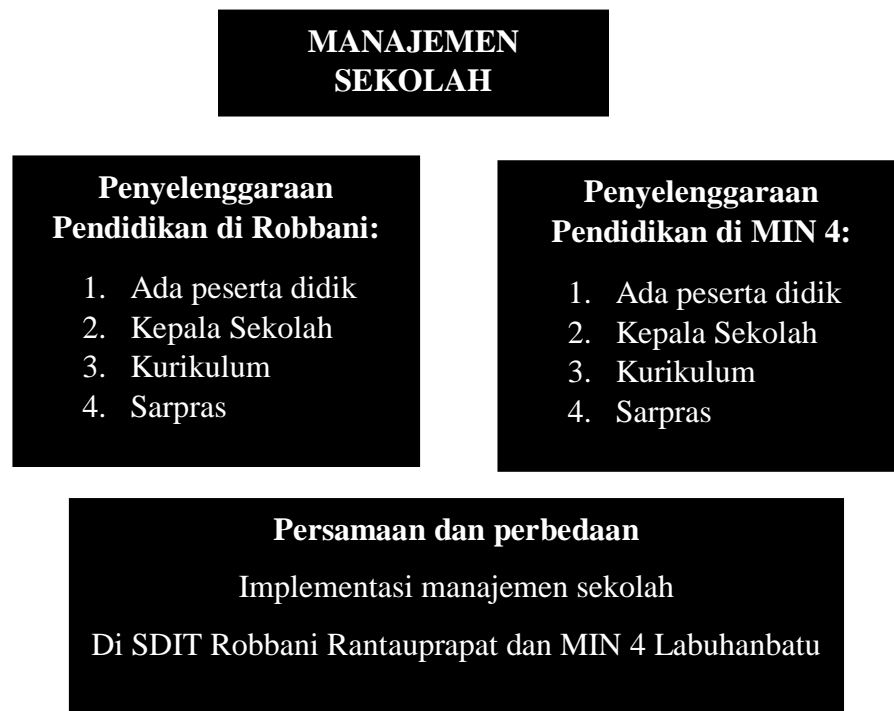 MANAJEMEN
SEKOLAH
Penyelenggaraan
Pendidikan di Robbani:
1. Ada peserta didik
2. Kepala Sekolah
3. Kurikulum
4. Sarpras
Penyelenggaraan
Pendidikan di MIN 4:
1. Ada peserta didik
2. Kepala Sekolah
3. Kurikulum
4. Sarpras
Persamaan dan perbedaan
Implementasi manajemen sekolah
Di SDIT Robbani Rantauprapat dan MIN 4 Labuhanbatu